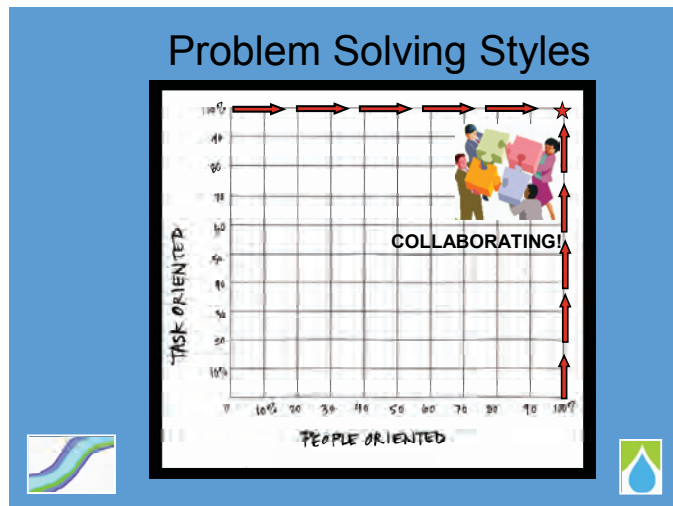 Problem Solving Styles
100%
90
80
70
60
50
40
30
20
10%
TASK ORIENTED
COLLABORATING!
0 10% 20 30 40 50 60 70 80 90 100%
PEOPLE ORIENTED